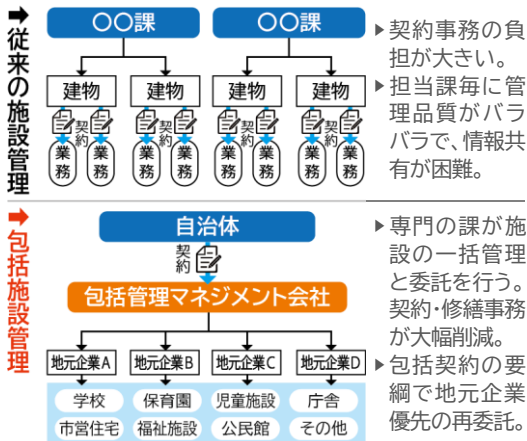 ➡従来の施設管理
〇〇課 〇〇課
建物 建物 建物 建物
契約 契約 契約 契約
業務 業務 業務 業務 業務 業務 業務 業務
▶契約事務の負
担が大きい。
▶担当課毎に管
理品質がバラ
バラで、情報共
有が困難。
➡包括施設管理
自治体
契約
包括管理マネジメント会社
地元企業A 地元企業B 地元企業C 地元企業D
学校 保育園 児童施設 庁舎
市営住宅 福祉施設 公民館 その他
▶専門の課が施
設の一括管理
と委託を行う。
契約・修繕事務
が大幅削減。
▶包括契約の要
綱で地元企業
優先の再委託。